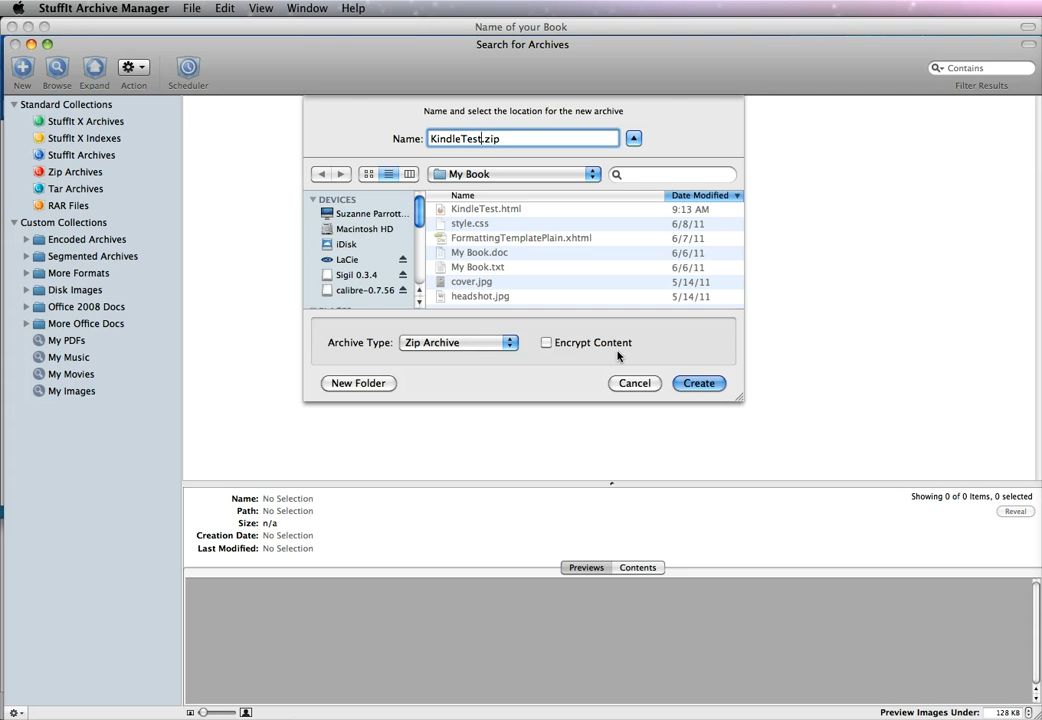 StuffIt Archive Manager File Edit View Window Help
Name of your Book
Search for Archives
New Browse Expand Action Scheduler
Contains
Filter Results
Standard Collections
StuffIt X Archives
StuffIt X Indexes
StuffIt Archives
Zip Archives
Tar Archives
RAR Files
Custom Collections
Encoded Archives
Segmented Archives
More Formats
Disk Images
Office 2008 Docs
More Office Docs
My PDFs
My Music
My Movies
My Images
Name and select the location for the new archive
Name: KindleTest.zip
My Book
DEVICES
Suzanne Parrott...
Macintosh HD
iDisk
LaCie
Sigil 0.3.4
calibre-0.7.56
Name Date Modified
KindleTest.html 9:13 AM
style.css 6/8/11
FormattingTemplatePlain.xhtml 6/7/11
My Book.doc 6/6/11
My Book.txt 6/6/11
cover.jpg 5/14/11
headshot.jpg 5/14/11
Archive Type: Zip Archive Encrypt Content
New Folder Cancel Create
Name: No Selection
Path: No Selection
Size: n/a
Creation Date: No Selection
Last Modified: No Selection
Showing 0 of 0 Items, 0 selected
Reveal
Previews Contents
Preview Images Under: 128 KB